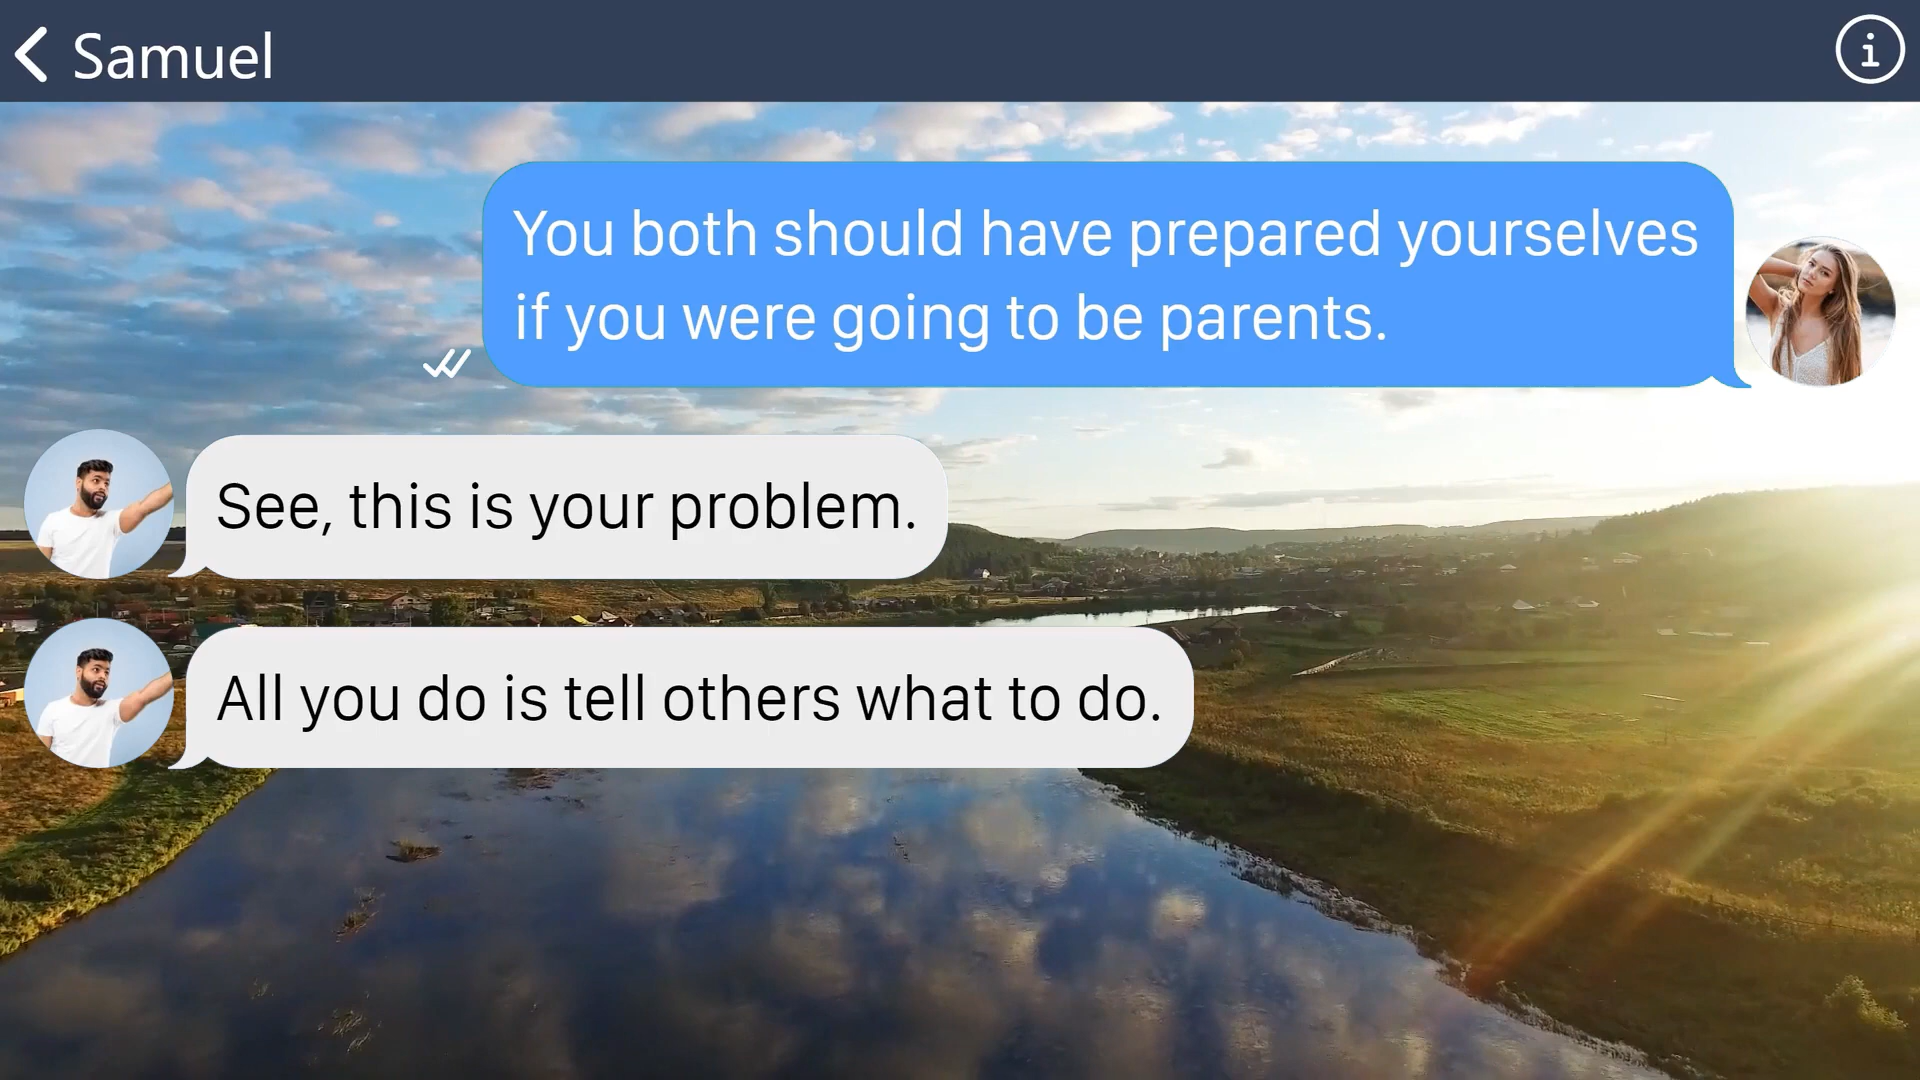 Samuel
You both should have prepared yourselves
if you were going to be parents.
See, this is your problem.
All you do is tell others what to do.